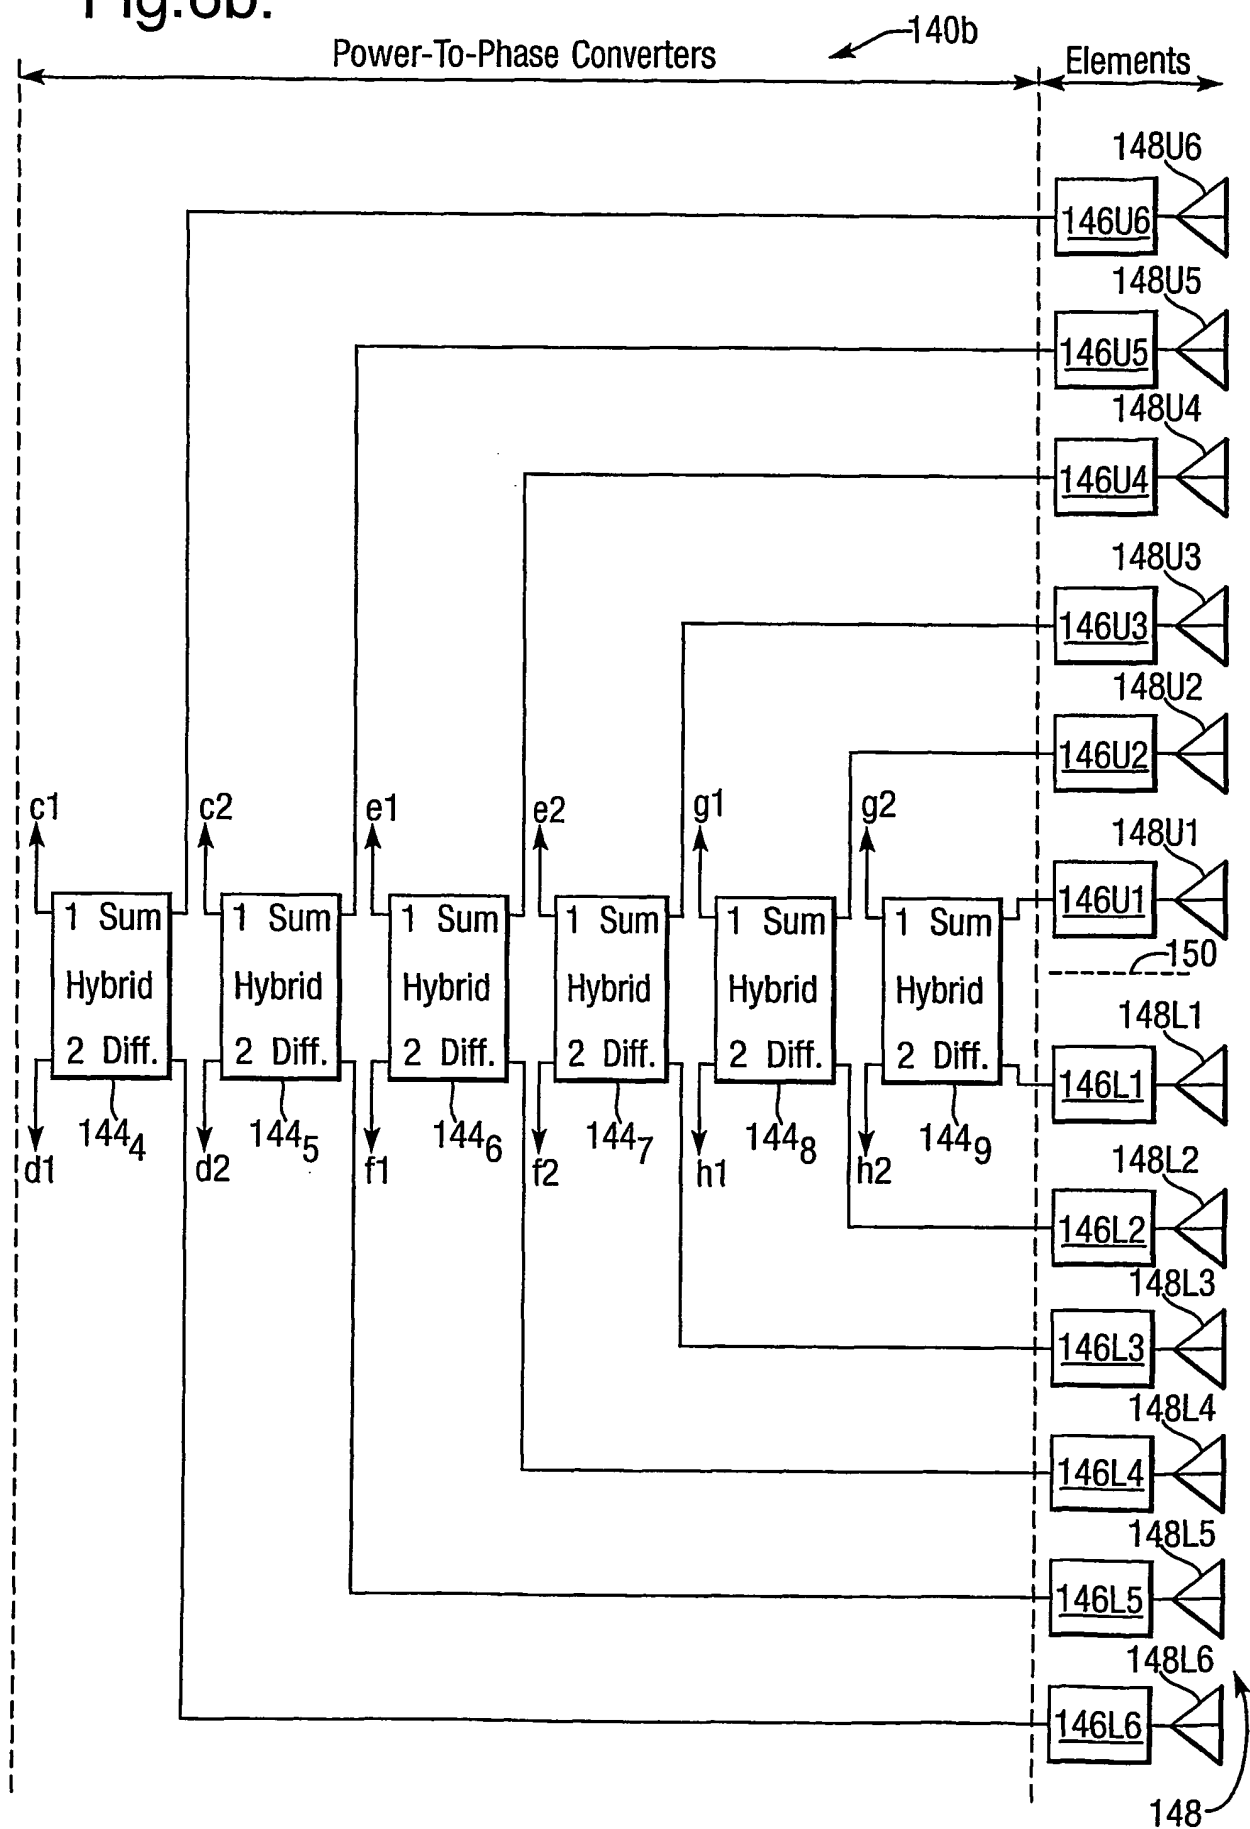 Fig.6b.
Power-To-Phase Converters
140b
Elements
148U6
146U6
148U5
146U5
148U4
146U4
148U3
146U3
148U2
146U2
c1
c2
e1
e2
g1
g2
148U1
146U1
1 Sum
Hybrid
2 Diff.
1 Sum
Hybrid
2 Diff.
1 Sum
Hybrid
2 Diff.
1 Sum
Hybrid
2 Diff.
1 Sum
Hybrid
2 Diff.
1 Sum
Hybrid
2 Diff.
150
148L1
146L1
144₄
144₅
144₆
144₇
144₈
144₉
d1
d2
f1
f2
h1
h2
148L2
146L2
148L3
146L3
148L4
146L4
148L5
146L5
148L6
146L6
148